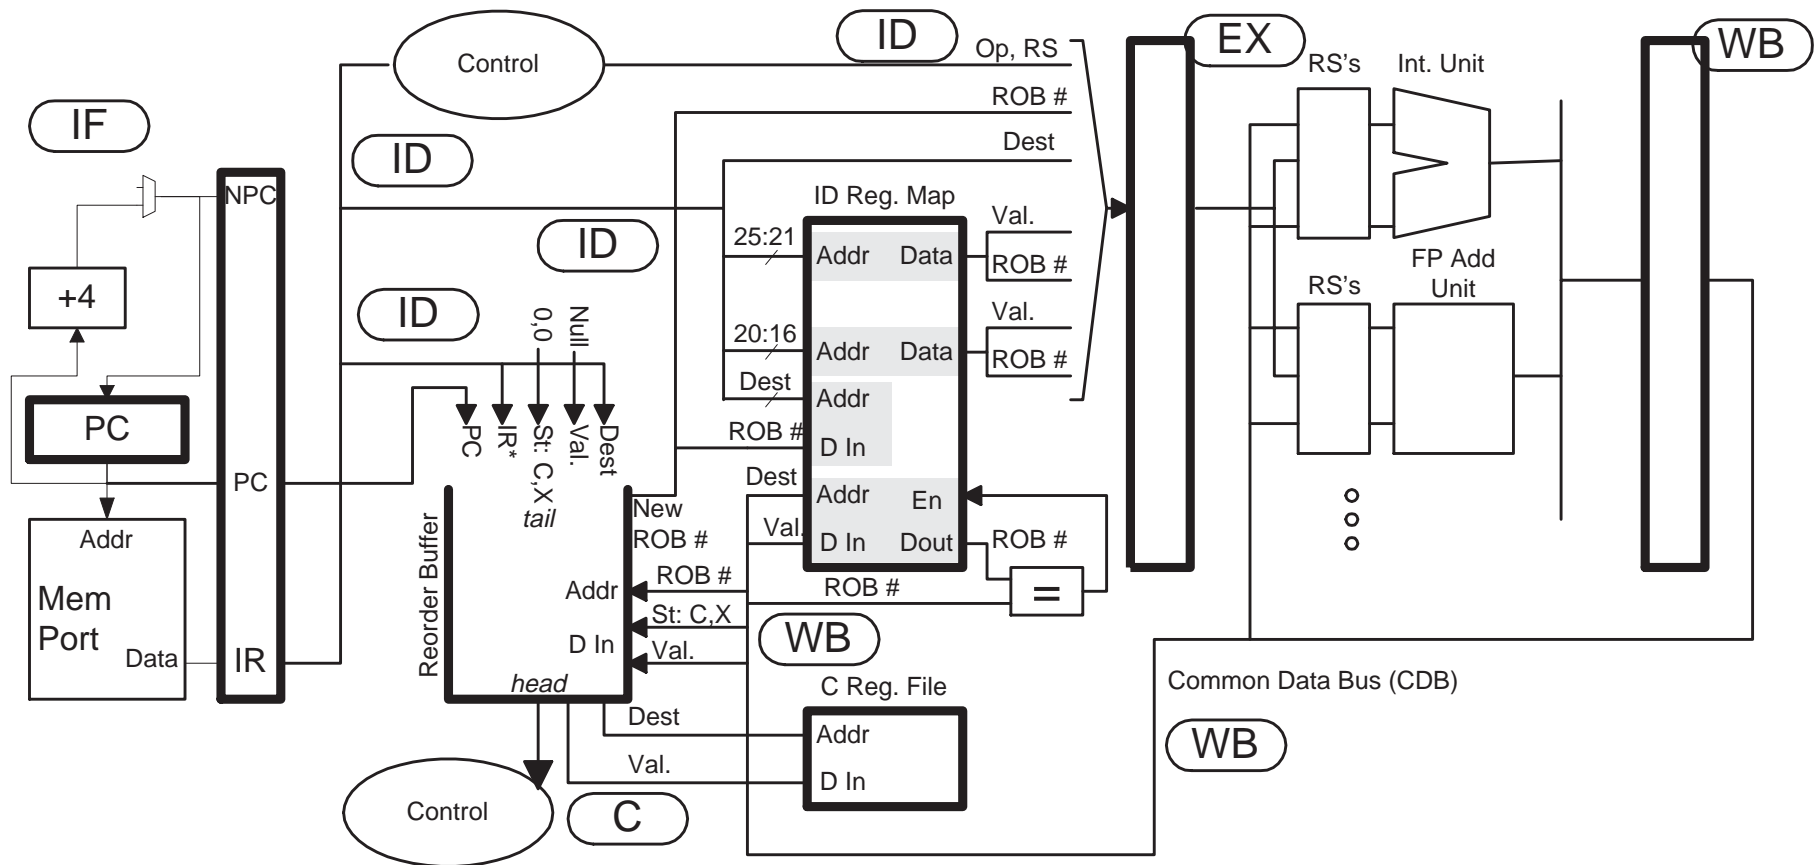 IF
NPC
+4
PC
PC
Addr
Mem
Port
Data
IR
Control
ID
ID
ID
ID
Op, RS
ROB #
Dest
0,0
Null
PC
IR*
St: C,X
Val.
Dest
tail
Reorder Buffer
New
ROB #
Addr
D In
head
ROB #
St: C,X
Val.
WB
ID Reg. Map
25:21
Addr
Data
Val.
ROB #
20:16
Addr
Data
Val.
ROB #
Dest
Addr
ROB #
D In
Dest
Addr
En
Val.
D In
Dout
ROB #
ROB #
=
C Reg. File
Dest
Addr
Val.
D In
Control
C
EX
RS's
Int. Unit
RS's
FP Add
Unit
WB
Common Data Bus (CDB)
WB